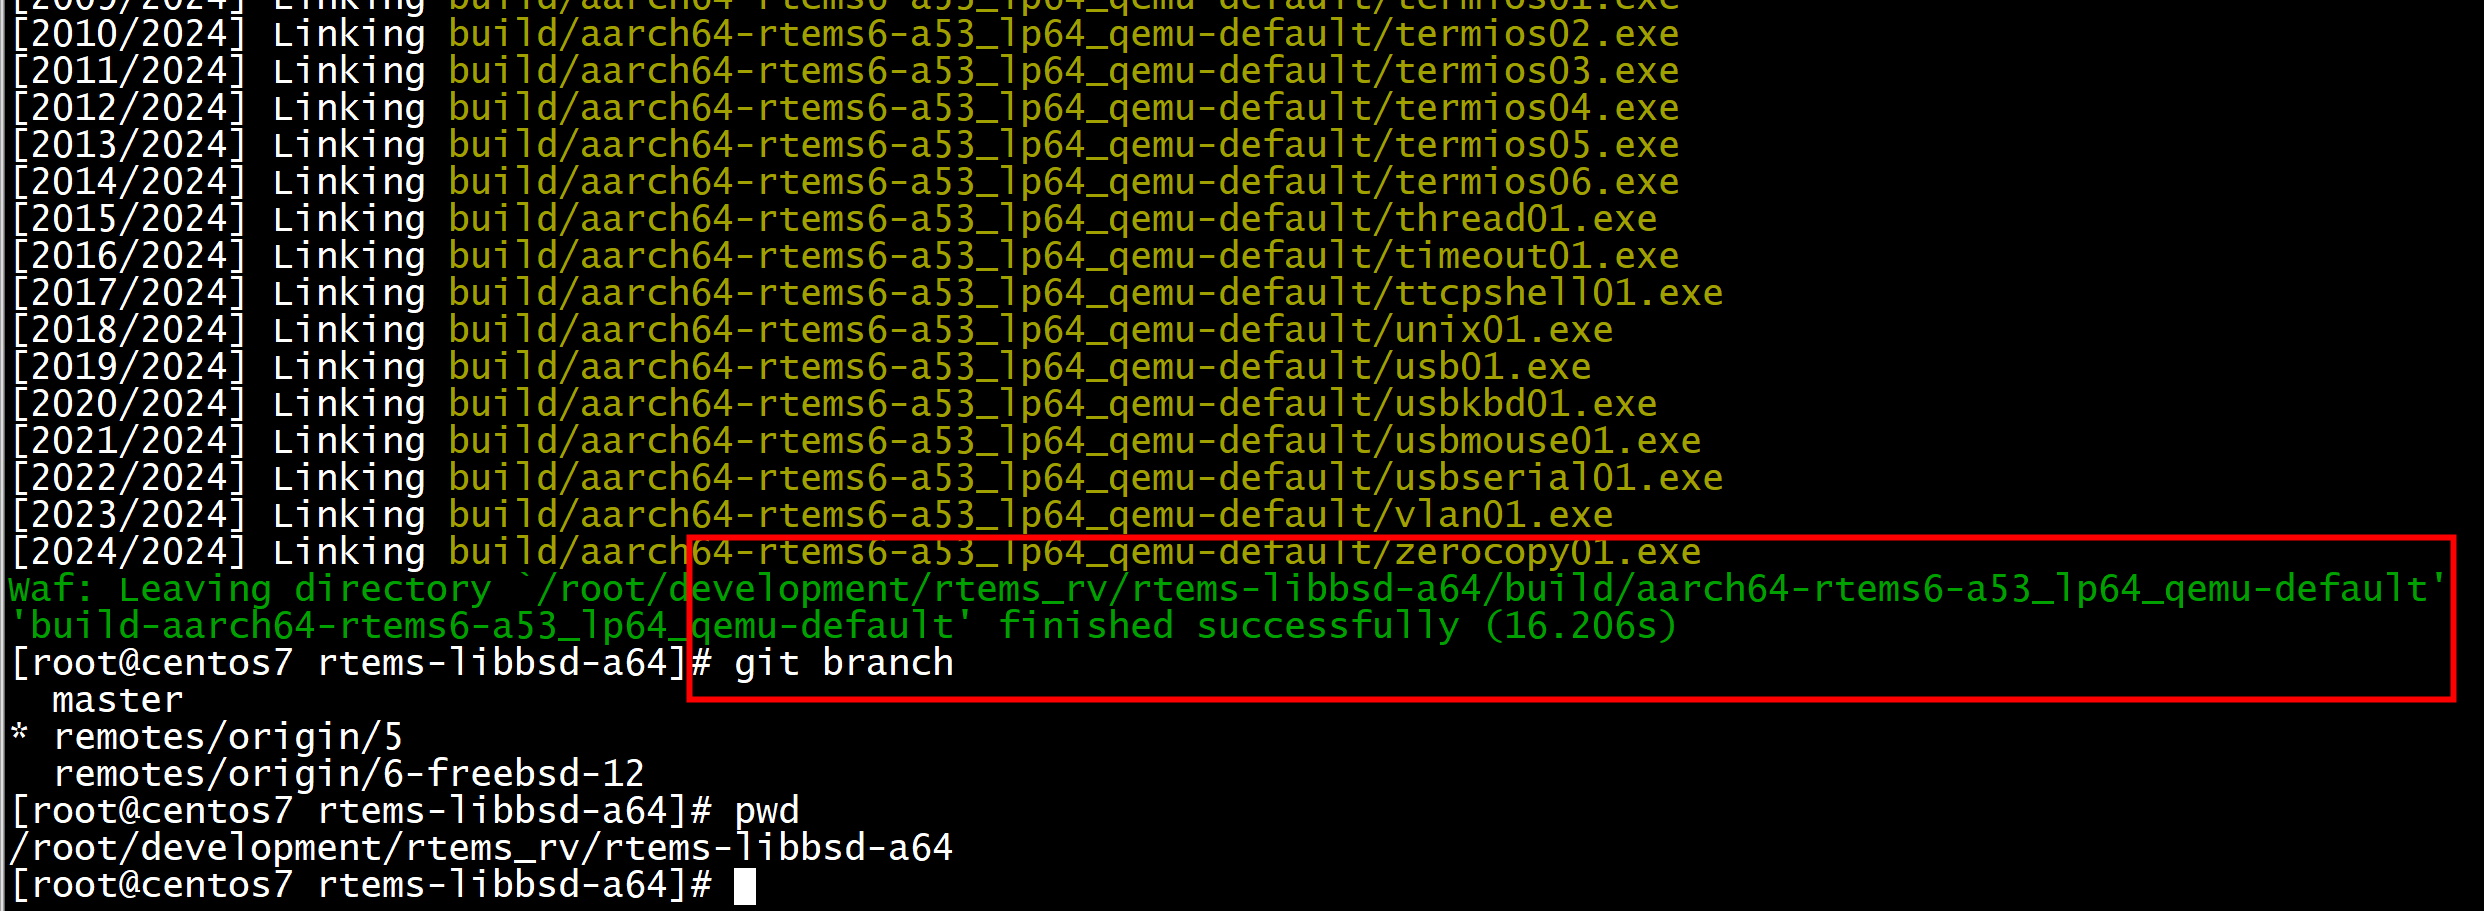 [2009/2024] Linking build/aarch64-rtems6-a53_lp64_qemu-default/termios01.exe
[2010/2024] Linking build/aarch64-rtems6-a53_lp64_qemu-default/termios02.exe
[2011/2024] Linking build/aarch64-rtems6-a53_lp64_qemu-default/termios03.exe
[2012/2024] Linking build/aarch64-rtems6-a53_lp64_qemu-default/termios04.exe
[2013/2024] Linking build/aarch64-rtems6-a53_lp64_qemu-default/termios05.exe
[2014/2024] Linking build/aarch64-rtems6-a53_lp64_qemu-default/termios06.exe
[2015/2024] Linking build/aarch64-rtems6-a53_lp64_qemu-default/thread01.exe
[2016/2024] Linking build/aarch64-rtems6-a53_lp64_qemu-default/timeout01.exe
[2017/2024] Linking build/aarch64-rtems6-a53_lp64_qemu-default/ttcpshell01.exe
[2018/2024] Linking build/aarch64-rtems6-a53_lp64_qemu-default/unix01.exe
[2019/2024] Linking build/aarch64-rtems6-a53_lp64_qemu-default/usb01.exe
[2020/2024] Linking build/aarch64-rtems6-a53_lp64_qemu-default/usbkbd01.exe
[2021/2024] Linking build/aarch64-rtems6-a53_lp64_qemu-default/usbmouse01.exe
[2022/2024] Linking build/aarch64-rtems6-a53_lp64_qemu-default/usbserial01.exe
[2023/2024] Linking build/aarch64-rtems6-a53_lp64_qemu-default/vlan01.exe
[2024/2024] Linking build/aarch64-rtems6-a53_lp64_qemu-default/zerocopy01.exe
Waf: Leaving directory `/root/development/rtems_rv/rtems-libbsd-a64/build/aarch64-rtems6-a53_lp64_qemu-default'
'build-aarch64-rtems6-a53_lp64_qemu-default' finished successfully (16.206s)
[root@centos7 rtems-libbsd-a64]# git branch
  master
* remotes/origin/5
  remotes/origin/6-freebsd-12
[root@centos7 rtems-libbsd-a64]# pwd
/root/development/rtems_rv/rtems-libbsd-a64
[root@centos7 rtems-libbsd-a64]#